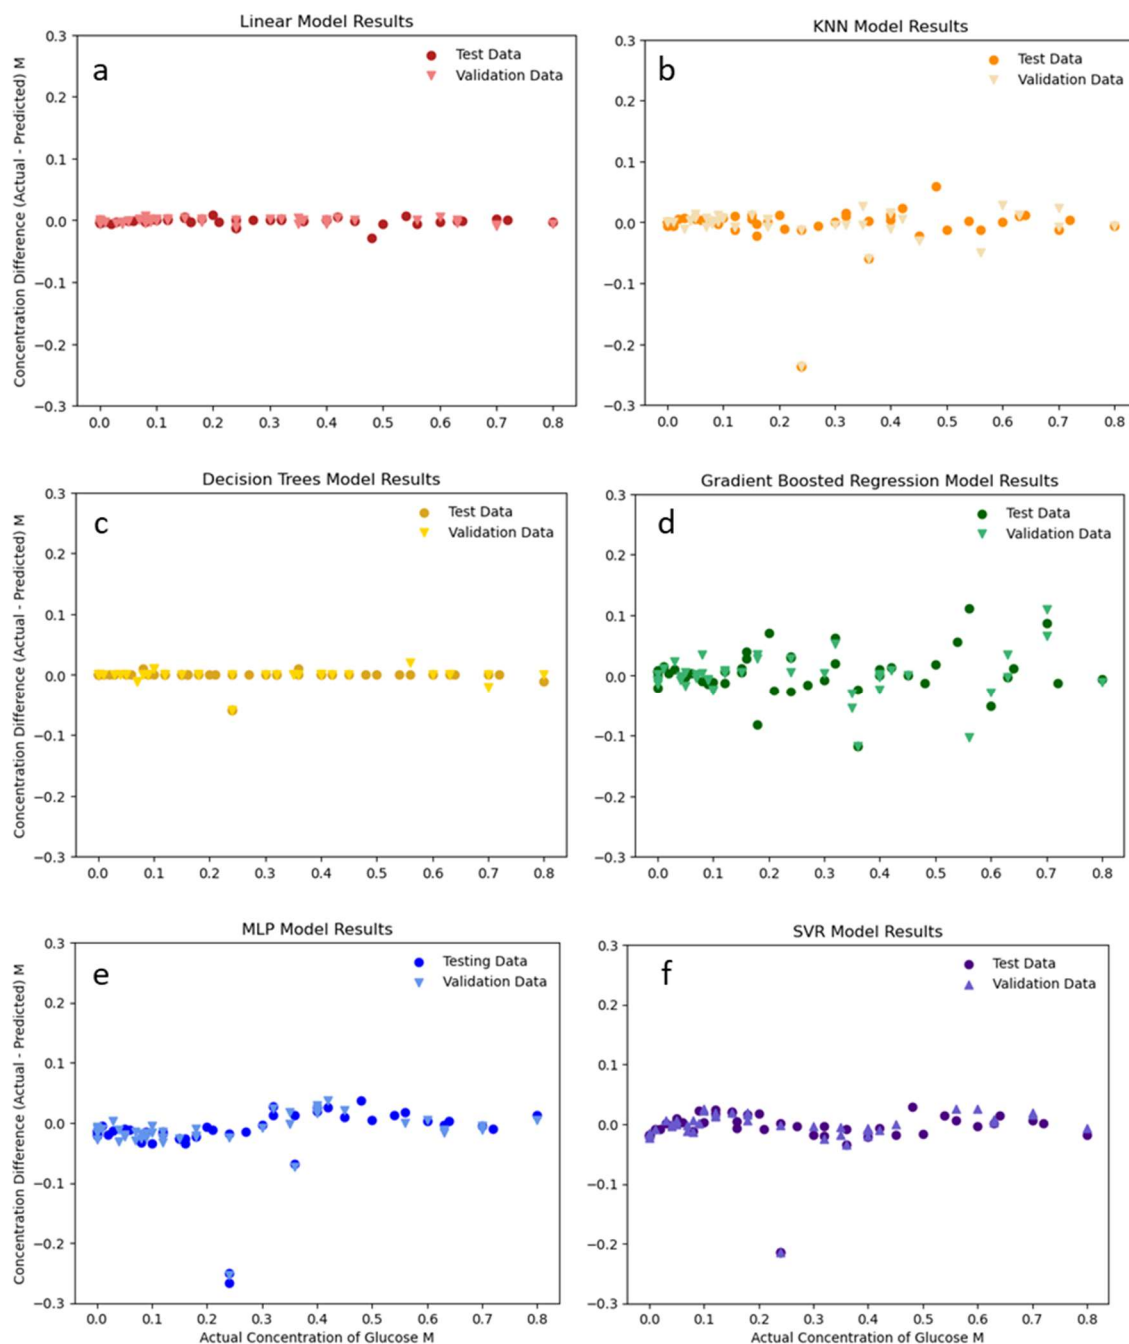 Linear Model Results
a
Test Data
Validation Data
Concentration Difference (Actual - Predicted) M
0.3
0.2
0.1
0.0
−0.1
−0.2
−0.3
0.0 0.1 0.2 0.3 0.4 0.5 0.6 0.7 0.8
KNN Model Results
b
Test Data
Validation Data
0.3
0.2
0.1
0.0
−0.1
−0.2
−0.3
0.0 0.1 0.2 0.3 0.4 0.5 0.6 0.7 0.8
Decision Trees Model Results
c
Test Data
Validation Data
Concentration Difference (Actual - Predicted) M
0.3
0.2
0.1
0.0
−0.1
−0.2
−0.3
0.0 0.1 0.2 0.3 0.4 0.5 0.6 0.7 0.8
Gradient Boosted Regression Model Results
d
Test Data
Validation Data
0.3
0.2
0.1
0.0
−0.1
−0.2
−0.3
0.0 0.1 0.2 0.3 0.4 0.5 0.6 0.7 0.8
MLP Model Results
e
Testing Data
Validation Data
Concentration Difference (Actual - Predicted) M
0.3
0.2
0.1
0.0
−0.1
−0.2
−0.3
0.0 0.1 0.2 0.3 0.4 0.5 0.6 0.7 0.8
Actual Concentration of Glucose M
SVR Model Results
f
Test Data
Validation Data
0.3
0.2
0.1
0.0
−0.1
−0.2
−0.3
0.0 0.1 0.2 0.3 0.4 0.5 0.6 0.7 0.8
Actual Concentration of Glucose M